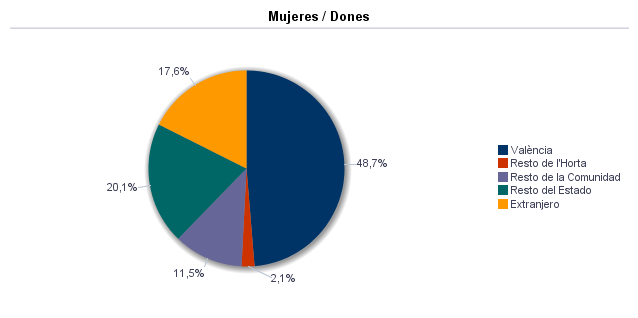 Mujeres / Dones
17,6%
48,7%
20,1%
11,5%
2,1%
València
Resto de l'Horta
Resto de la Comunidad
Resto del Estado
Extranjero